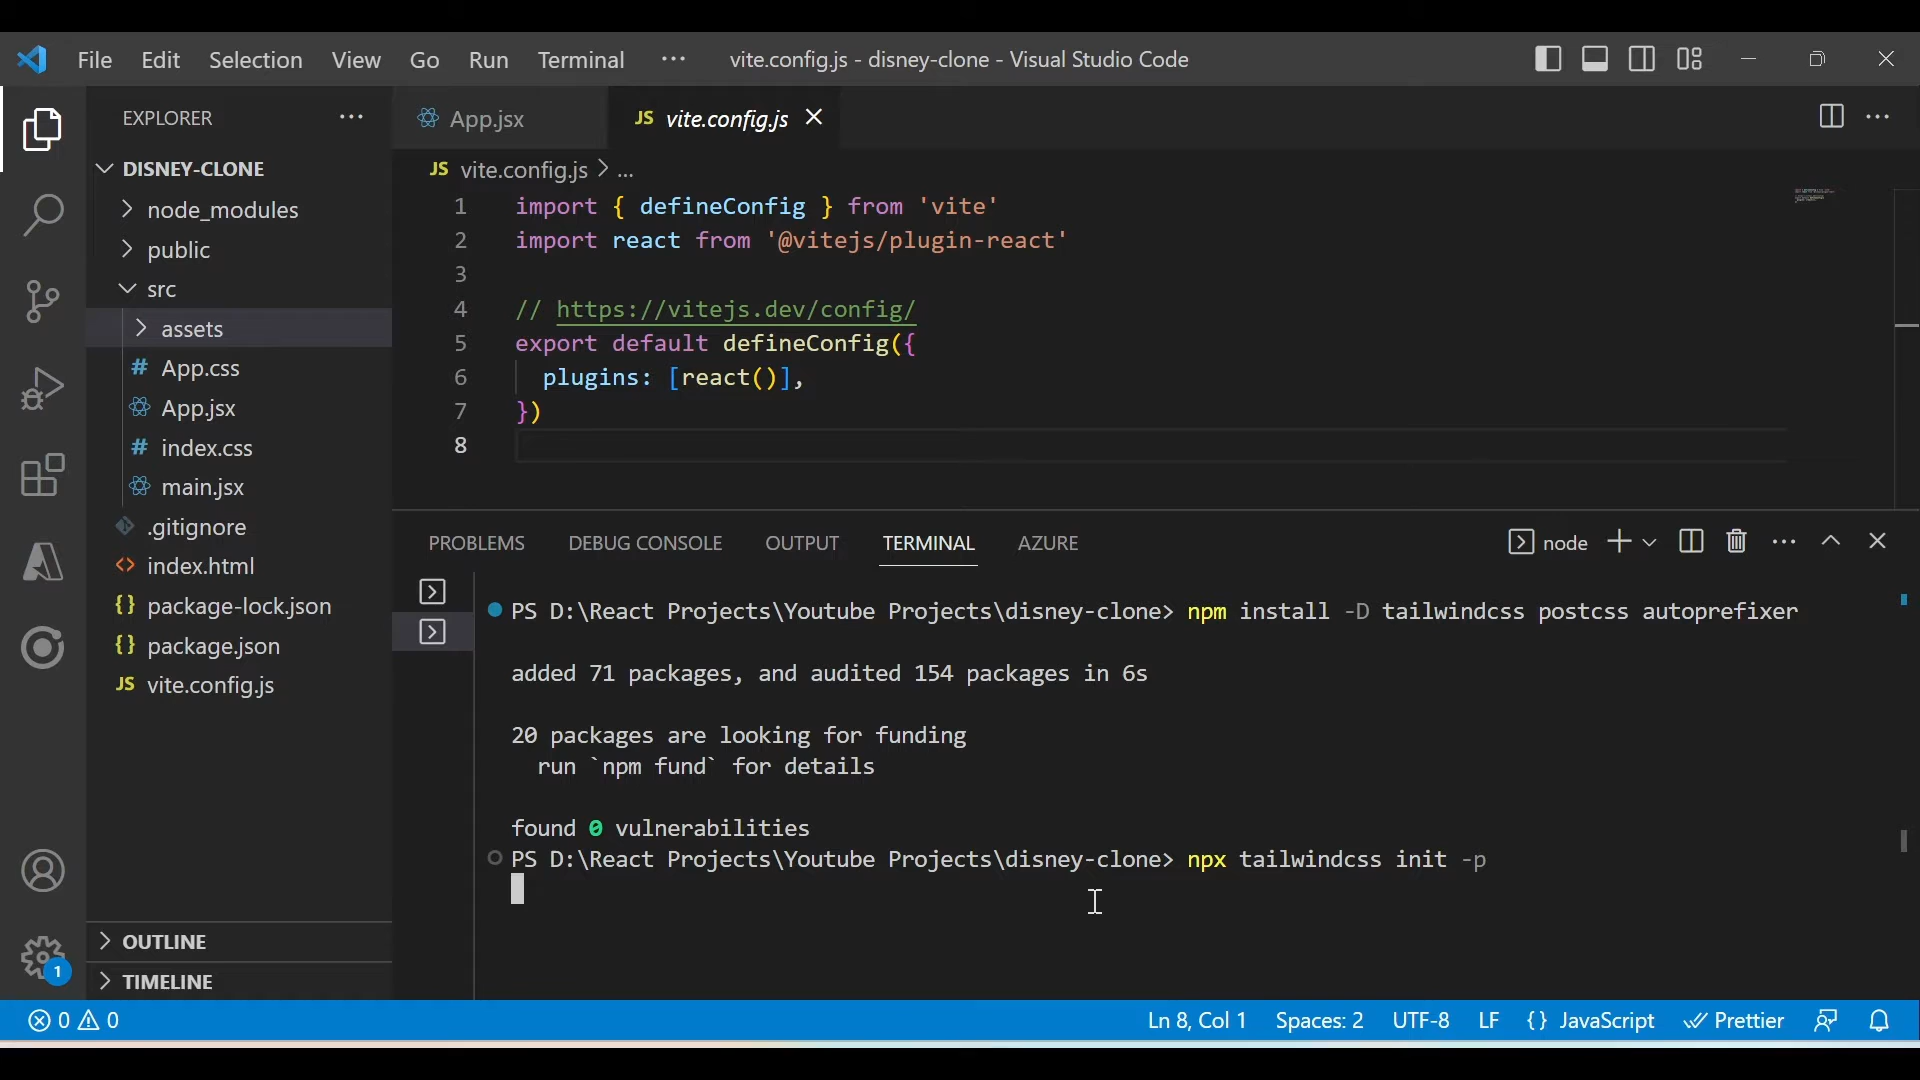 File Edit Selection View Go Run Terminal ··· vite.config.js - disney-clone - Visual Studio Code
EXPLORER ···
DISNEY-CLONE
node_modules
public
src
assets
# App.css
App.jsx
# index.css
main.jsx
.gitignore
<> index.html
{} package-lock.json
{} package.json
JS vite.config.js
OUTLINE
TIMELINE
1
App.jsx JS vite.config.js
JS vite.config.js > ...
1 import { defineConfig } from 'vite'
2 import react from '@vitejs/plugin-react'
3
4 // https://vitejs.dev/config/
5 export default defineConfig({
6 plugins: [react()],
7 })
8
PROBLEMS DEBUG CONSOLE OUTPUT TERMINAL AZURE node
PS D:\React Projects\Youtube Projects\disney-clone> npm install -D tailwindcss postcss autoprefixer
added 71 packages, and audited 154 packages in 6s
20 packages are looking for funding
run `npm fund` for details
found 0 vulnerabilities
PS D:\React Projects\Youtube Projects\disney-clone> npx tailwindcss init -p
0 0 Ln 8, Col 1 Spaces: 2 UTF-8 LF {} JavaScript Prettier